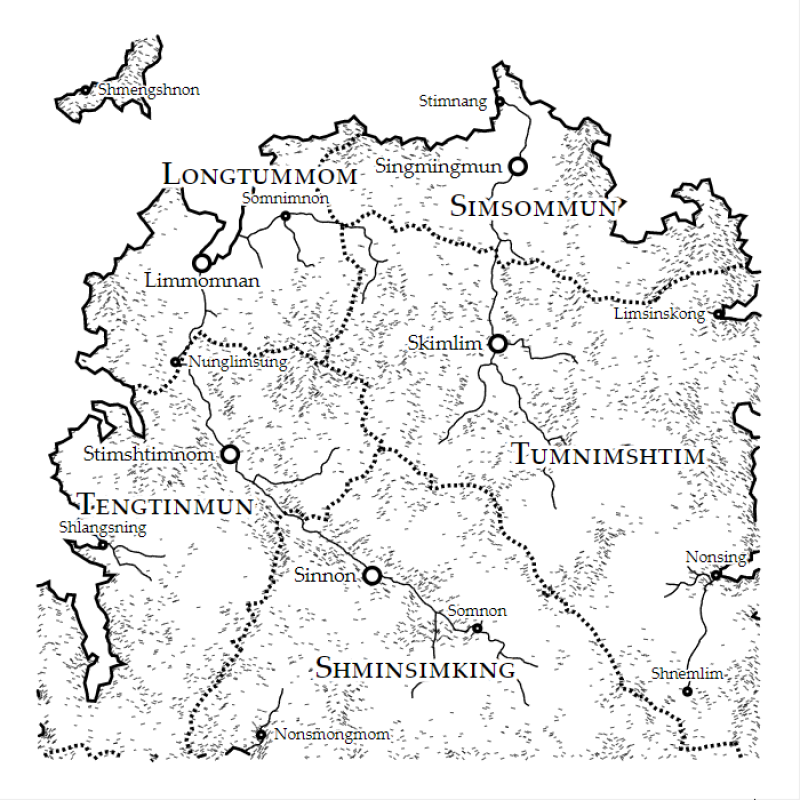 Shmengshnon
Stimnang
Singmingmun
LONGTUMMOM
Somnimnon
SIMSOMMUN
Limmomnan
Limsinskong
Skimlim
Nunglimsung
Stimshtimnom
TUMNIMSHTIM
TENGTINMUN
Shlangsning
Nonsing
Sinnon
Somnon
SHMINSIMKING
Shnemlim
Nonsmongmom